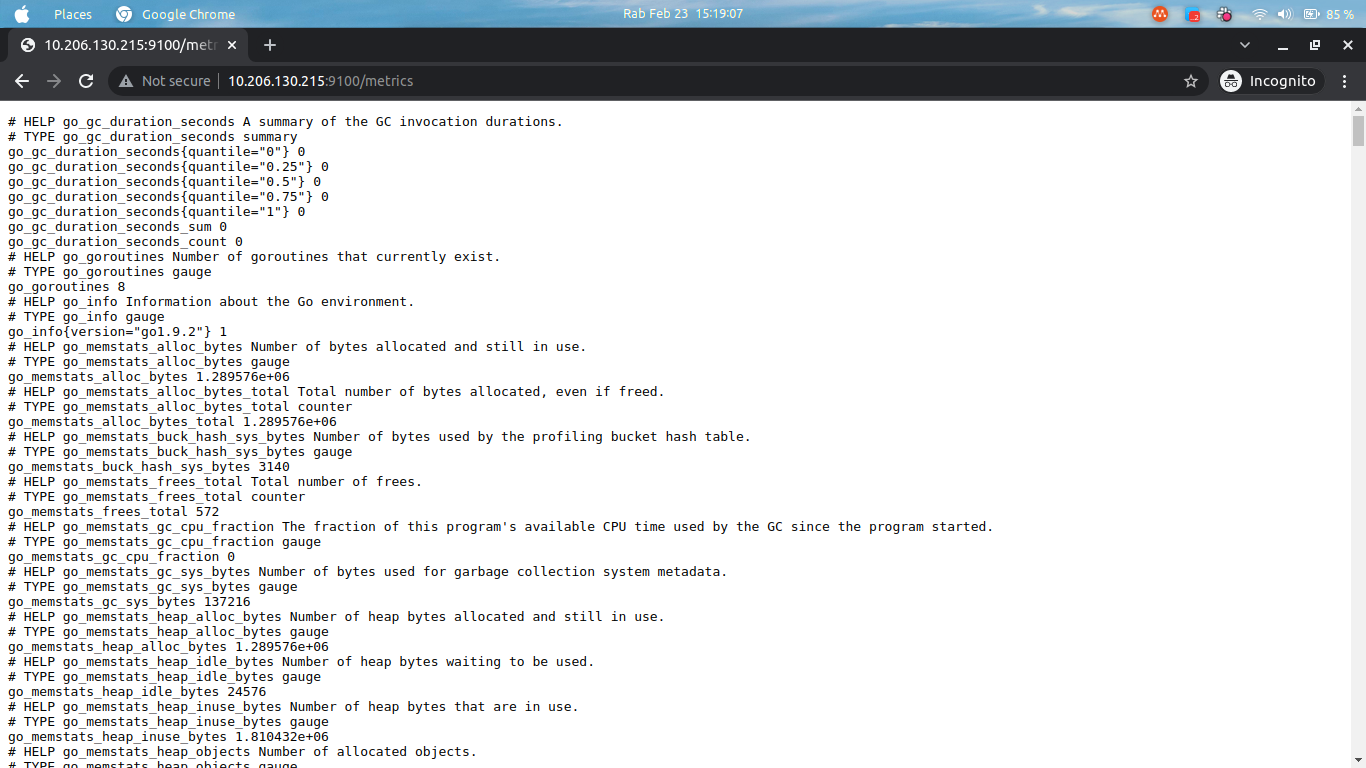 Places Google Chrome Rab Feb 23 15:19:07 85 %
10.206.130.215:9100/metr
Not secure 10.206.130.215:9100/metrics Incognito
# HELP go_gc_duration_seconds A summary of the GC invocation durations.
# TYPE go_gc_duration_seconds summary
go_gc_duration_seconds{quantile="0"} 0
go_gc_duration_seconds{quantile="0.25"} 0
go_gc_duration_seconds{quantile="0.5"} 0
go_gc_duration_seconds{quantile="0.75"} 0
go_gc_duration_seconds{quantile="1"} 0
go_gc_duration_seconds_sum 0
go_gc_duration_seconds_count 0
# HELP go_goroutines Number of goroutines that currently exist.
# TYPE go_goroutines gauge
go_goroutines 8
# HELP go_info Information about the Go environment.
# TYPE go_info gauge
go_info{version="go1.9.2"} 1
# HELP go_memstats_alloc_bytes Number of bytes allocated and still in use.
# TYPE go_memstats_alloc_bytes gauge
go_memstats_alloc_bytes 1.289576e+06
# HELP go_memstats_alloc_bytes_total Total number of bytes allocated, even if freed.
# TYPE go_memstats_alloc_bytes_total counter
go_memstats_alloc_bytes_total 1.289576e+06
# HELP go_memstats_buck_hash_sys_bytes Number of bytes used by the profiling bucket hash table.
# TYPE go_memstats_buck_hash_sys_bytes gauge
go_memstats_buck_hash_sys_bytes 3140
# HELP go_memstats_frees_total Total number of frees.
# TYPE go_memstats_frees_total counter
go_memstats_frees_total 572
# HELP go_memstats_gc_cpu_fraction The fraction of this program's available CPU time used by the GC since the program started.
# TYPE go_memstats_gc_cpu_fraction gauge
go_memstats_gc_cpu_fraction 0
# HELP go_memstats_gc_sys_bytes Number of bytes used for garbage collection system metadata.
# TYPE go_memstats_gc_sys_bytes gauge
go_memstats_gc_sys_bytes 137216
# HELP go_memstats_heap_alloc_bytes Number of heap bytes allocated and still in use.
# TYPE go_memstats_heap_alloc_bytes gauge
go_memstats_heap_alloc_bytes 1.289576e+06
# HELP go_memstats_heap_idle_bytes Number of heap bytes waiting to be used.
# TYPE go_memstats_heap_idle_bytes gauge
go_memstats_heap_idle_bytes 24576
# HELP go_memstats_heap_inuse_bytes Number of heap bytes that are in use.
# TYPE go_memstats_heap_inuse_bytes gauge
go_memstats_heap_inuse_bytes 1.810432e+06
# HELP go_memstats_heap_objects Number of allocated objects.
# TYPE go_memstats_heap_objects gauge